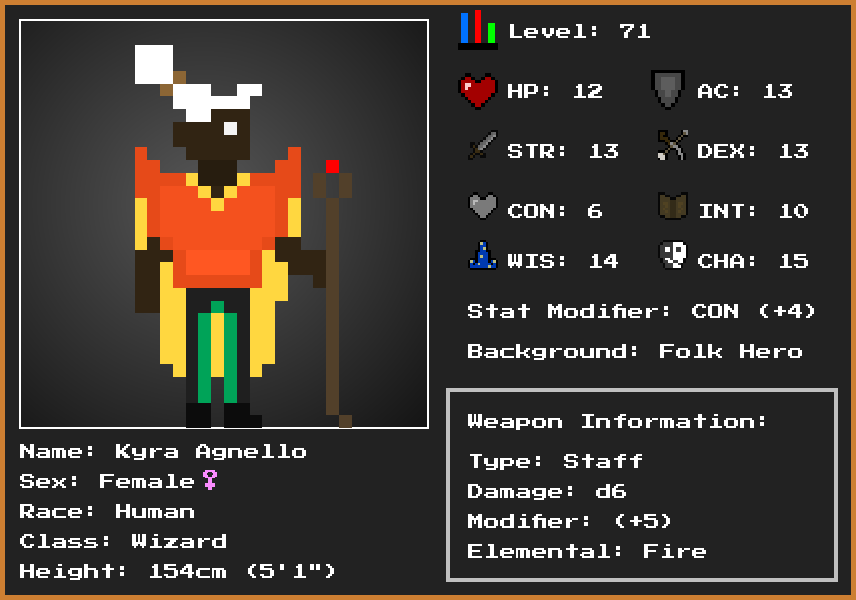 Level: 71
HP: 12
AC: 13
STR: 13
DEX: 13
CON: 6
INT: 10
WIS: 14
CHA: 15
Stat Modifier: CON (+4)
Background: Folk Hero
Weapon Information:
Type: Staff
Damage: d6
Modifier: (+5)
Elemental: Fire
Name: Kyra Agnello
Sex: Female♀
Race: Human
Class: Wizard
Height: 154cm (5'1")